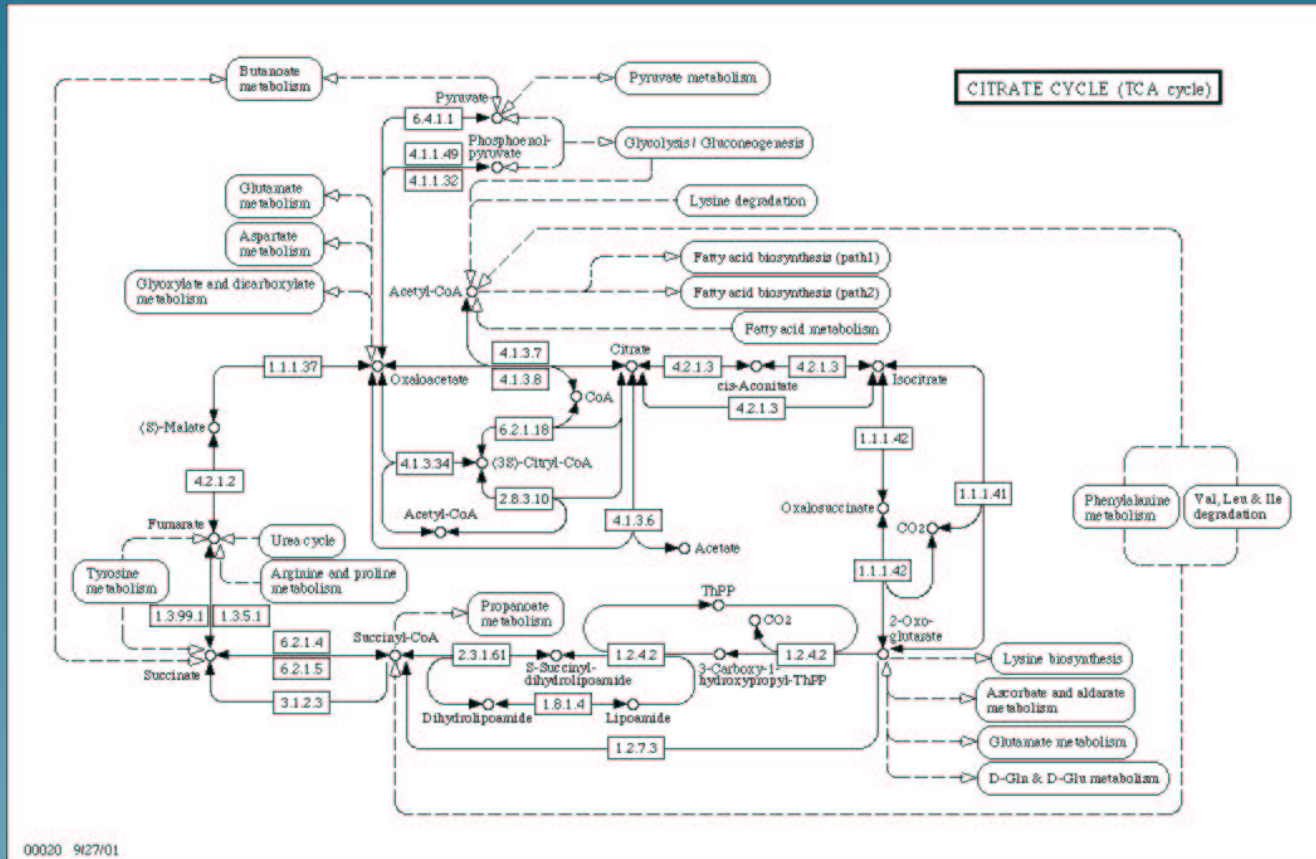 CITRATE CYCLE (TCA cycle)
Butanoate
metabolism
Pyruvate metabolism
Pyruvate
6.4.1.1
Phosphoenol-
pyruvate
4.1.1.49
4.1.1.32
Glycolysis / Gluconeogenesis
Glutamate
metabolism
Lysine degradation
Aspartate
metabolism
Fatty acid biosynthesis (path1)
Glyoxylate and dicarboxylate
metabolism
Acetyl-CoA
Fatty acid biosynthesis (path2)
Fatty acid metabolism
1.1.1.37
Oxaloacetate
4.1.3.7
4.1.3.8
Citrate
4.2.1.3
cis-Aconitate
4.2.1.3
Isocitrate
4.2.1.3
CoA
(S)-Malate
6.2.1.18
1.1.1.42
4.1.3.34
(3S)-Citryl-CoA
4.2.1.2
2.8.3.10
1.1.1.41
Phenylalanine
metabolism
Val, Leu & Ile
degradation
Acetyl-CoA
4.1.3.6
Oxalosuccinate
CO2
Fumarate
Urea cycle
Acetate
Tyrosine
metabolism
Arginine and proline
metabolism
1.1.1.42
ThPP
1.3.99.1
1.3.5.1
Propanoate
metabolism
CO2
2-Oxo-
glutarate
Succinyl-CoA
6.2.1.4
6.2.1.5
2.3.1.61
1.2.4.2
1.2.4.2
Lysine biosynthesis
Succinate
S-Succinyl-
dihydrolipoamide
3-Carboxy-1-
hydroxypropyl-ThPP
3.1.2.3
Dihydrolipoamide
1.8.1.4
Lipoamide
Ascorbate and aldarate
metabolism
1.2.7.3
Glutamate metabolism
D-Gln & D-Glu metabolism
00020 9/27/01